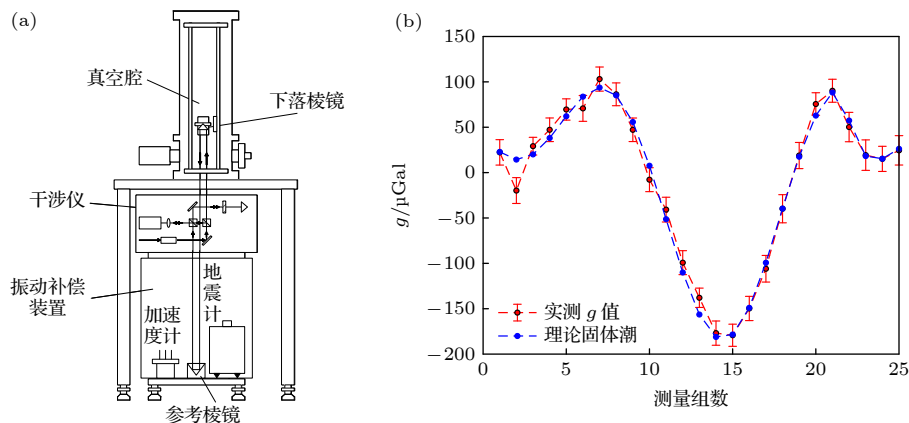 (a)
真空腔
下落棱镜
干涉仪
振动补偿
装置
地
震
计
加速
度计
参考棱镜
(b)
150
100
50
0
−50
−100
−150
−200
g/μGal
实测 g 值
理论固体潮
0
5
10
15
20
25
测量组数